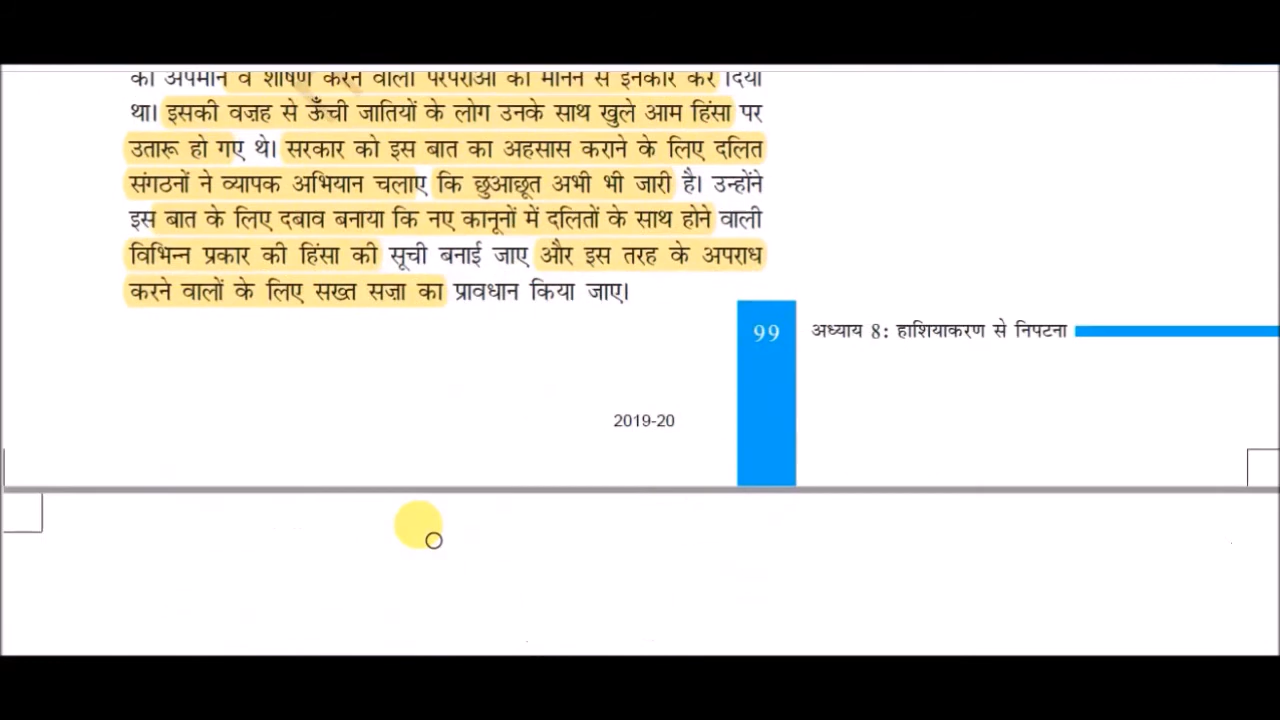 को अपमान व शोषण करने वाली परंपराओं को मानने से इनकार कर दिया
था। इसकी वज़ह से ऊँची जातियों के लोग उनके साथ खुले आम हिंसा पर
उतारू हो गए थे। सरकार को इस बात का अहसास कराने के लिए दलित
संगठनों ने व्यापक अभियान चलाए कि छुआछूत अभी भी जारी है। उन्होंने
इस बात के लिए दबाव बनाया कि नए कानूनों में दलितों के साथ होने वाली
विभिन्न प्रकार की हिंसा की सूची बनाई जाए और इस तरह के अपराध
करने वालों के लिए सख्त सज़ा का प्रावधान किया जाए।
99 अध्याय 8: हाशियाकरण से निपटना
2019-20